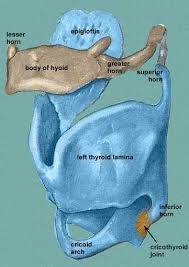 lesser
horn
epiglottis
body of hyoid
greater
horn
superior
horn
left thyroid lamina
inferior
horn
cricoid
arch
cricothyroid
joint